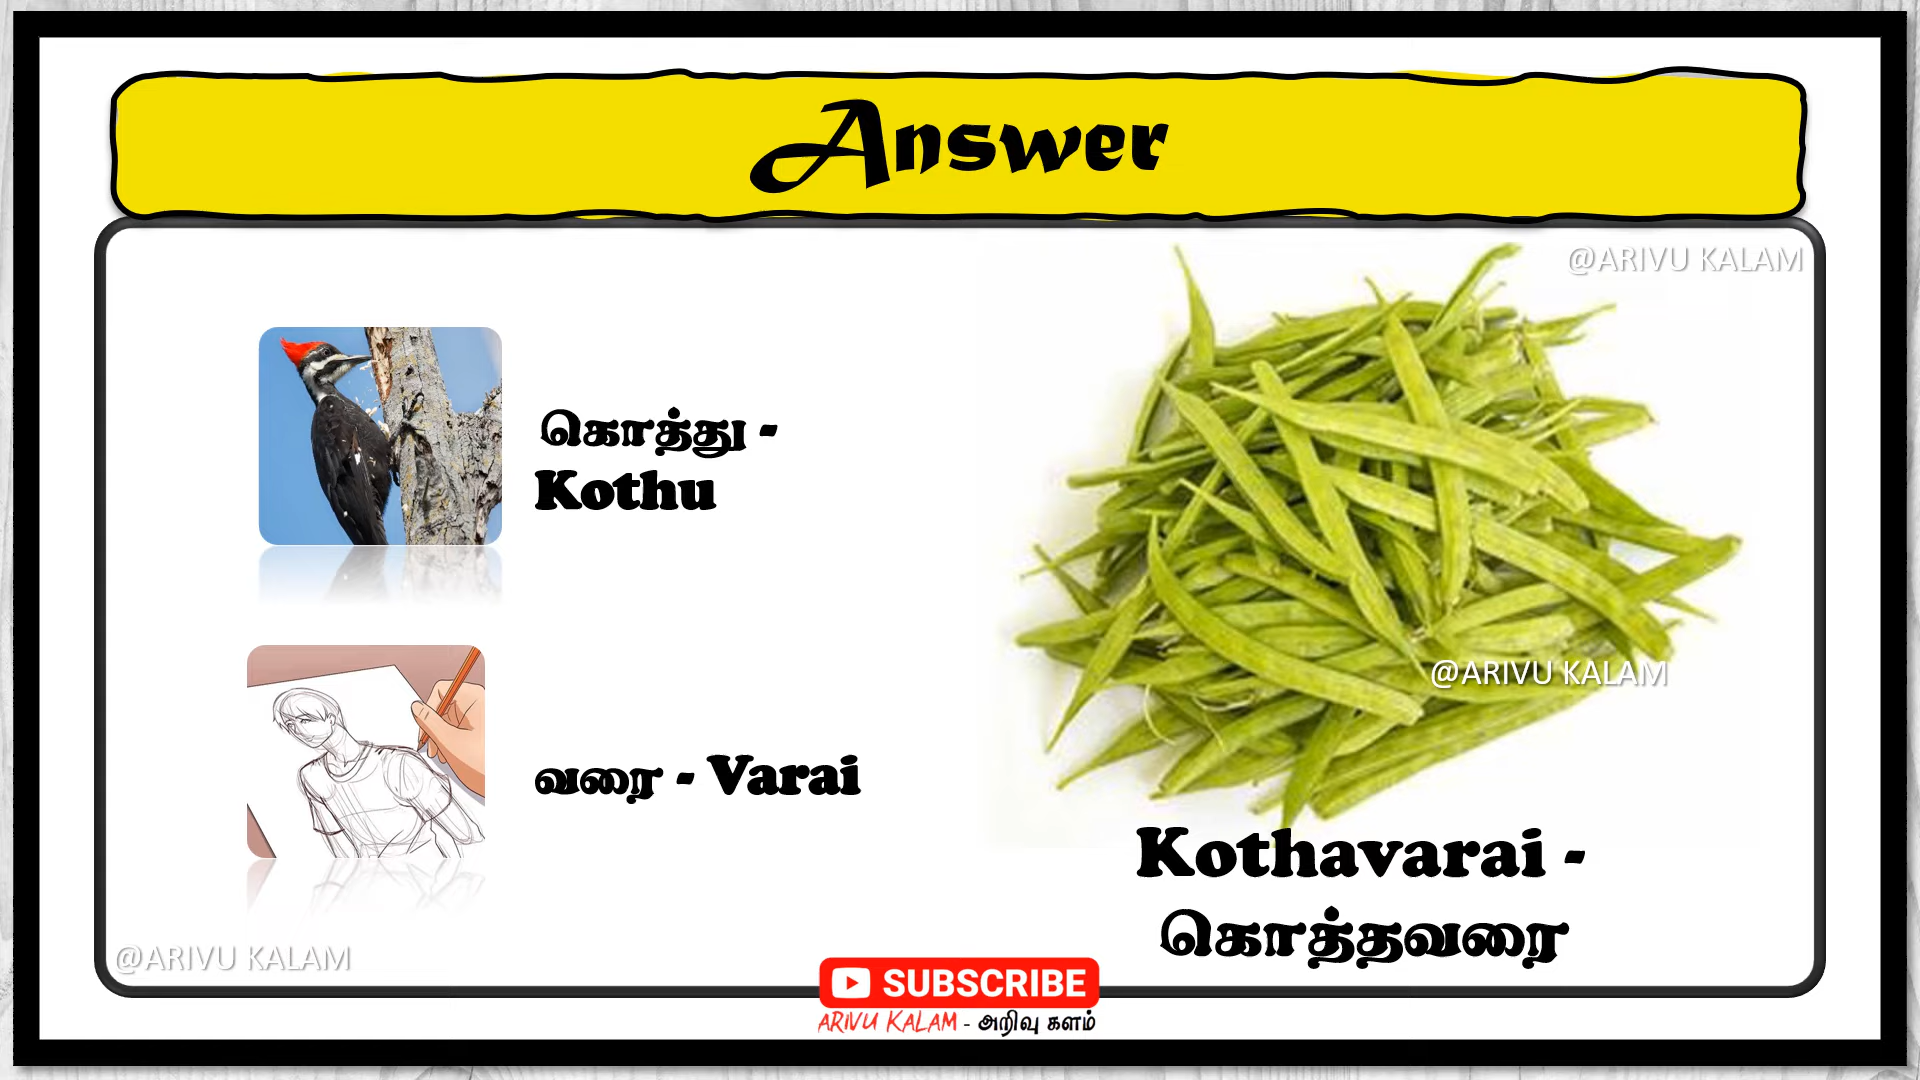 Answer
@ARIVU KALAM
கொத்து -
Kothu
@ARIVU KALAM
வரை - Varai
Kothavarai -
கொத்தவரை
@ARIVU KALAM
SUBSCRIBE
ARIVU KALAM - அறிவு களம்